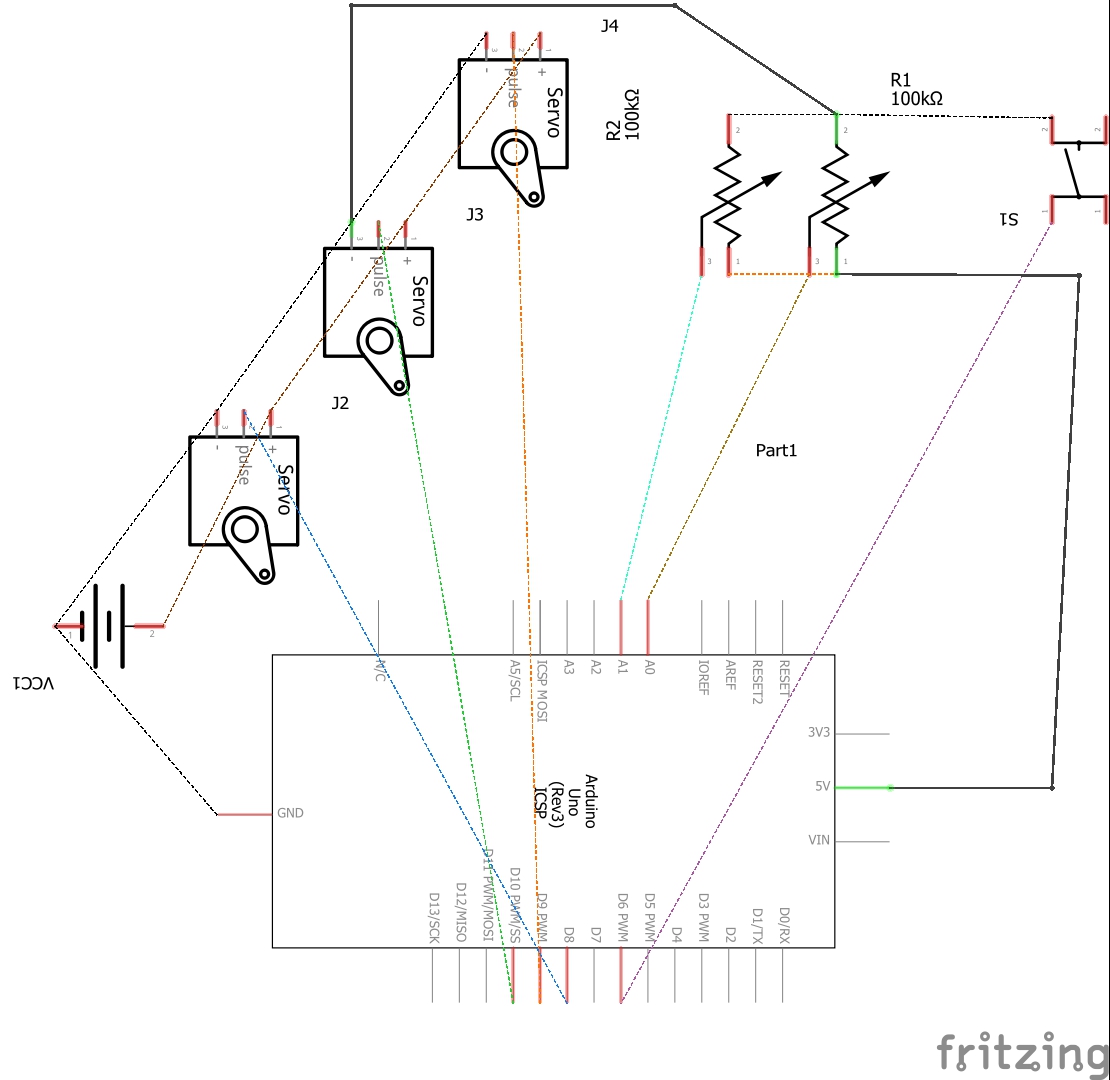 J4
3
2
1
-
pulse
+
Servo
R2
100kΩ
R1
100kΩ
2
2
2
2
J3
S1
1
1
3
1
3
1
3
2
1
-
pulse
+
Servo
J2
3
1
-
pulse
+
Servo
Part1
1
2
VCC1
N/C
A5/SCL
ICSP MOSI
A3
A2
A1
A0
IOREF
AREF
RESET2
RESET
3V3
5V
VIN
GND
Arduino
Uno
(Rev3)
ICSP
D13/SCK
D12/MISO
D11 PWM/MOSI
D10 PWM/SS
D9 PWM
D8
D7
D6 PWM
D5 PWM
D4
D3 PWM
D2
D1/TX
D0/RX
fritzing